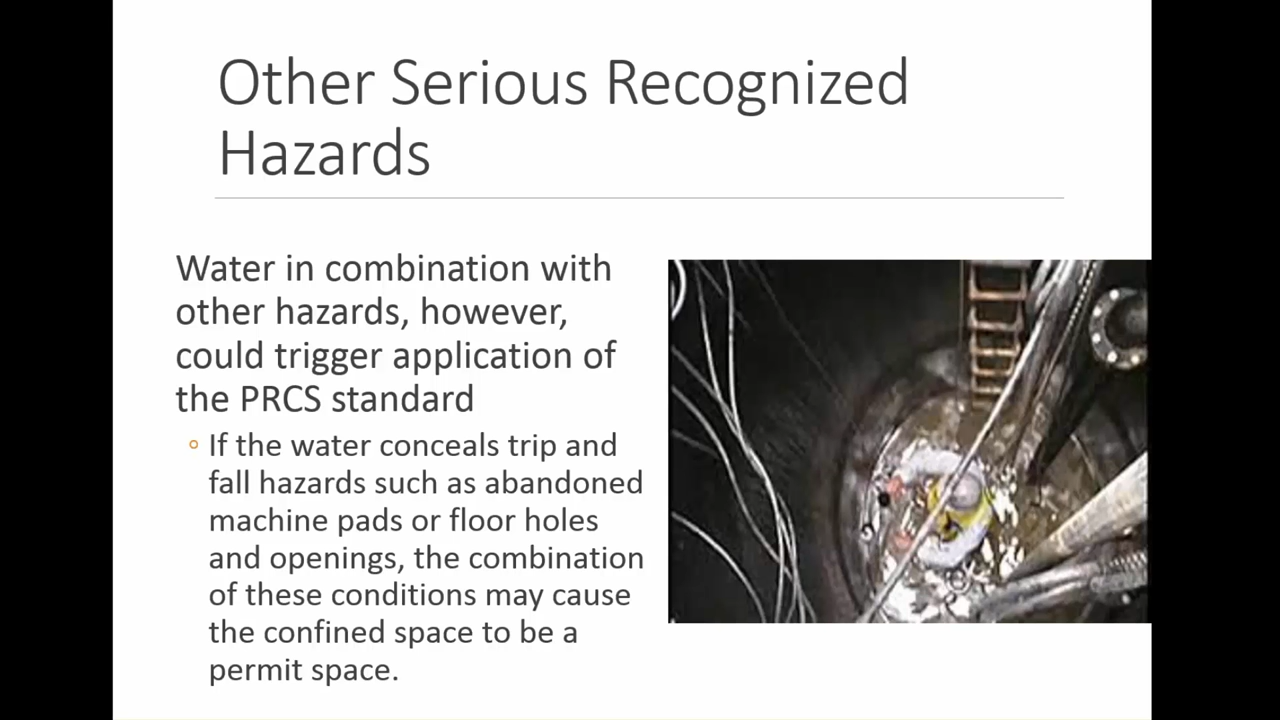 Other Serious Recognized
Hazards
Water in combination with
other hazards, however,
could trigger application of
the PRCS standard
If the water conceals trip and
fall hazards such as abandoned
machine pads or floor holes
and openings, the combination
of these conditions may cause
the confined space to be a
permit space.